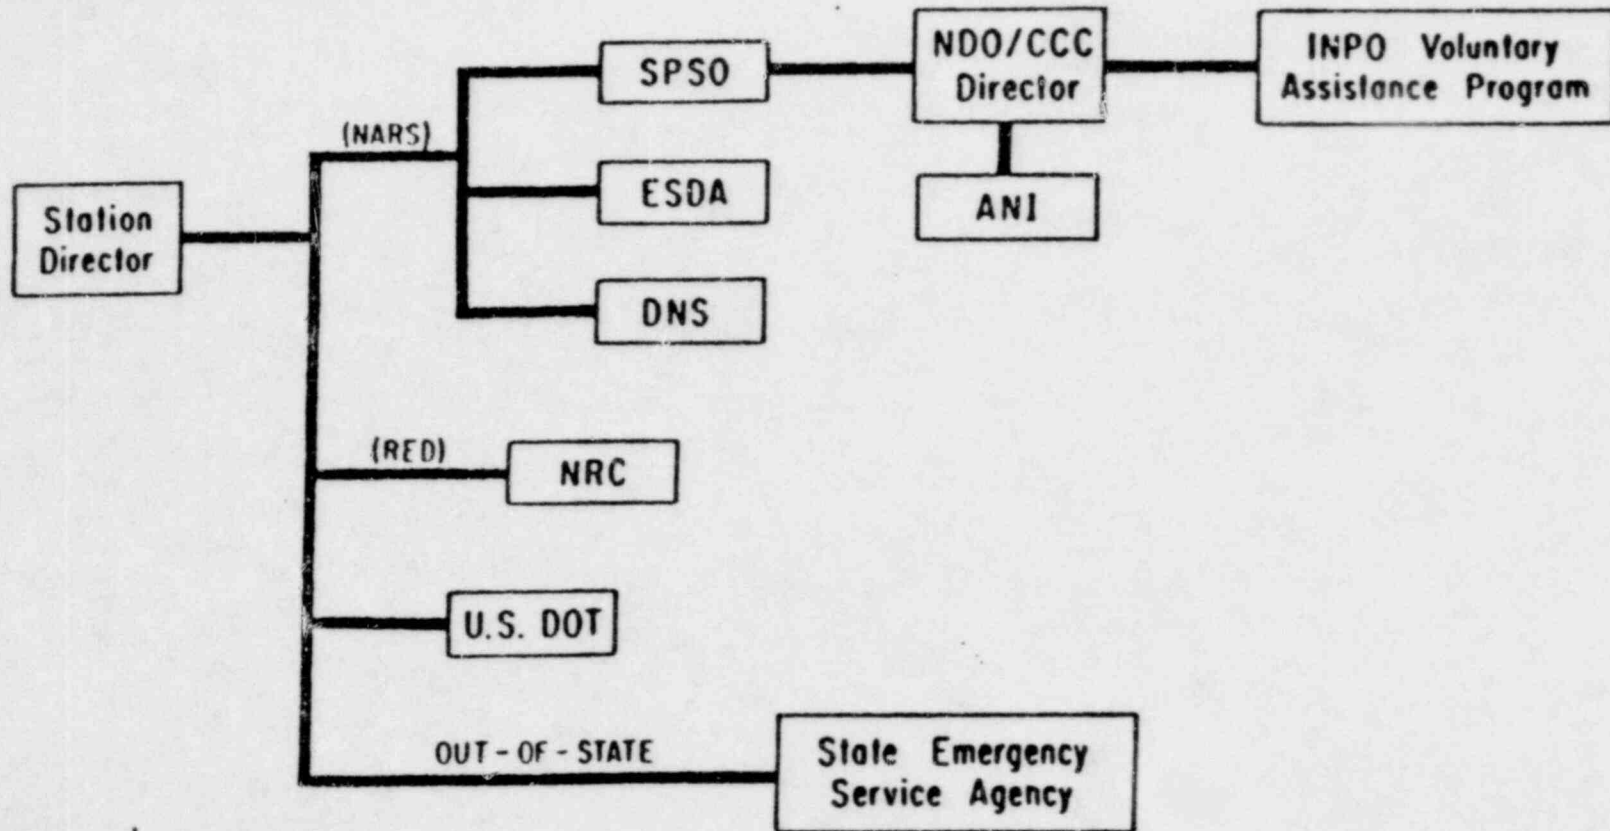 SPSO
NDO/CCC
Director
INPO Voluntary
Assistance Program
(NARS)
Station
Director
ESDA
ANI
DNS
(RED)
NRC
U.S. DOT
OUT-OF-STATE
State Emergency
Service Agency